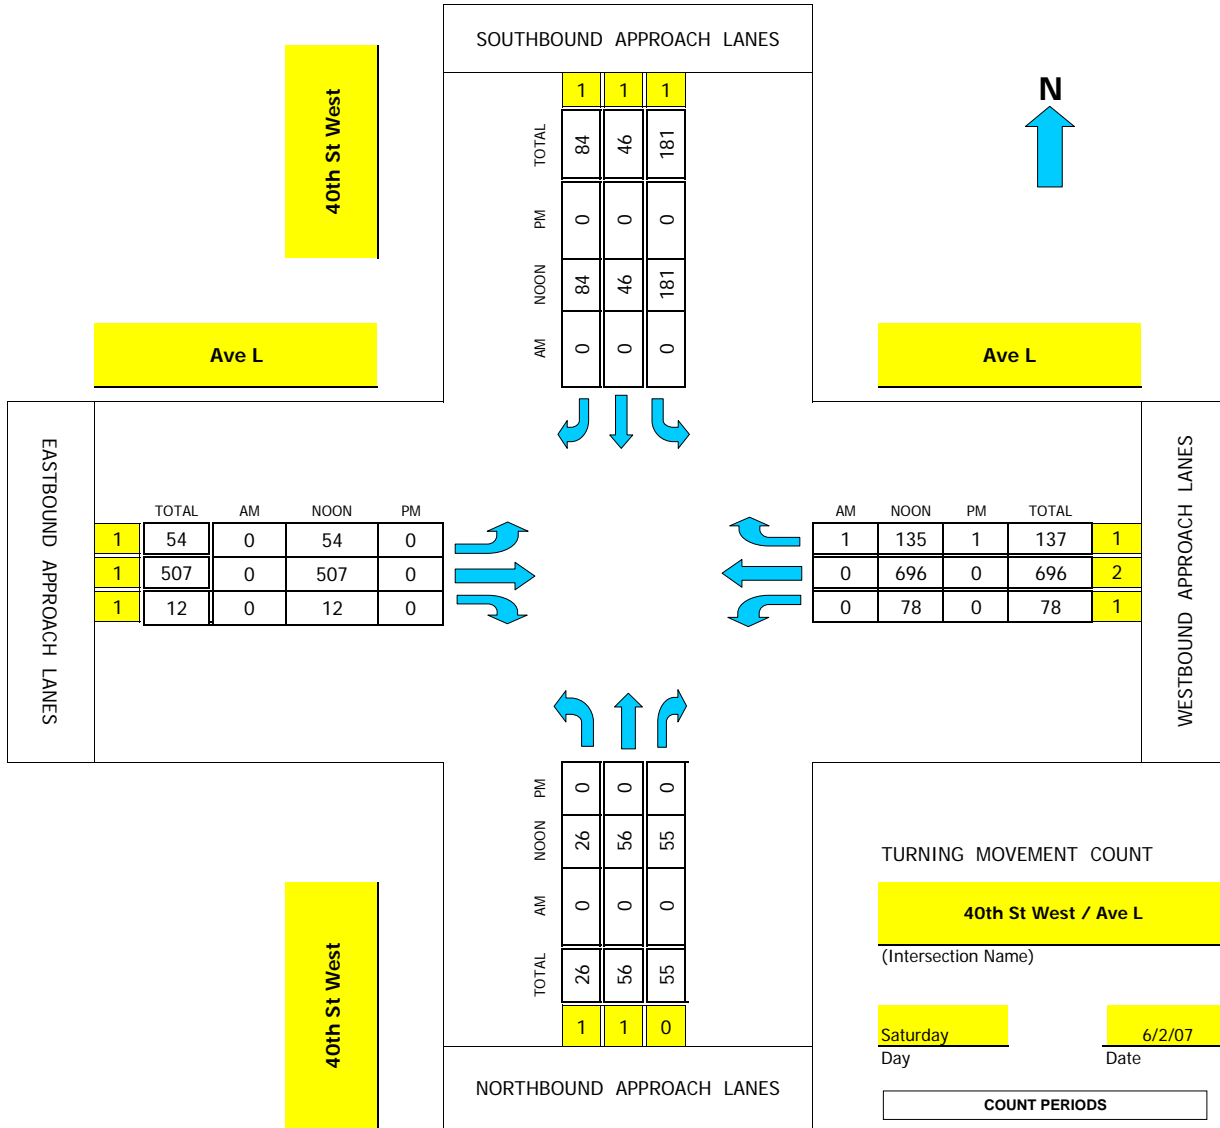 SOUTHBOUND APPROACH LANES
1 1 1
TOTAL 84 46 181
PM 0 0 0
NOON 84 46 181
AM 0 0 0
40th St West
N
Ave L
Ave L
EASTBOUND APPROACH LANES
TOTAL AM NOON PM
1 54 0 54 0
1 507 0 507 0
1 12 0 12 0
AM NOON PM TOTAL
1 135 1 137 1
0 696 0 696 2
0 78 0 78 1
WESTBOUND APPROACH LANES
PM 0 0 0
NOON 26 56 55
AM 0 0 0
TOTAL 26 56 55
1 1 0
NORTHBOUND APPROACH LANES
40th St West
TURNING MOVEMENT COUNT
40th St West / Ave L
(Intersection Name)
Saturday 6/2/07
Day Date
COUNT PERIODS